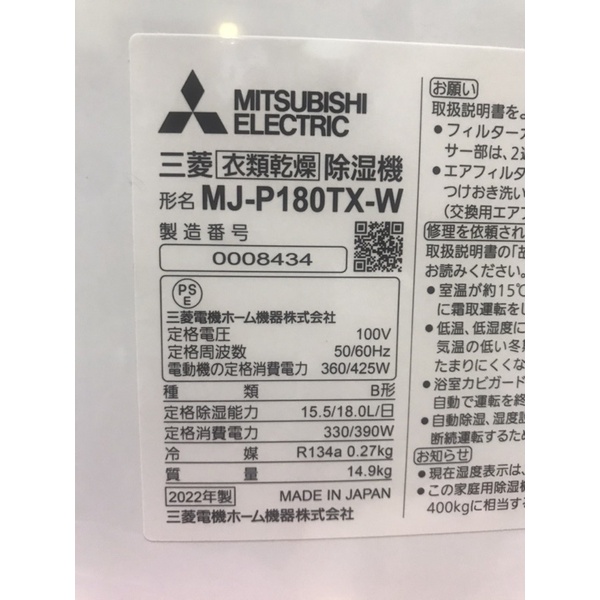 MITSUBISHI
ELECTRIC
三菱 衣類乾燥 除湿機
形名 MJ-P180TX-W
製造番号
0008434
PS
E
三菱電機ホーム機器株式会社
定格電圧 100V
定格周波数 50/60Hz
電動機の定格消費電力 360/425W
種類 B形
定格除湿能力 15.5/18.0L/日
定格消費電力 330/390W
冷媒 R134a 0.27kg
質量 14.9kg
2022年製 MADE IN JAPAN
三菱電機ホーム機器株式会社
お願い
取扱説明書をよ
●フィルター
サー部は、2週
●エアフィルタ
つけおき洗い
(交換用エア
修理を依頼され
取扱説明書の「故
お読みください。
●室温が約15℃
に霜取運転をし
●低温、低湿度に
気温の低い冬期
たまりにくくな
●浴室カビガード
自動で運転を終
●自動除湿、湿度設
断続運転するため
お知らせ
●現在湿度表示は、
●この家庭用除湿機
400kgに相当する